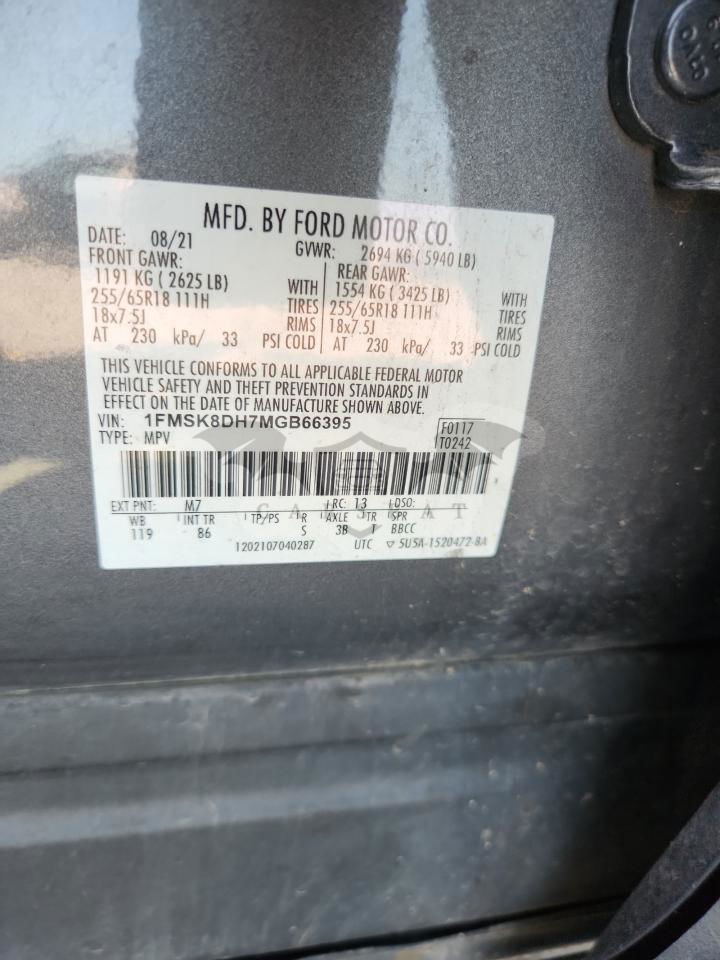 MFD. BY FORD MOTOR CO.
DATE: 08/21 GVWR: 2694 KG ( 5940 LB)
FRONT GAWR: REAR GAWR:
1191 KG ( 2625 LB) WITH 1554 KG ( 3425 LB) WITH
255/65R18 111H TIRES 255/65R18 111H TIRES
18x7.5J RIMS 18x7.5J RIMS
AT 230 kPa/ 33 PSI COLD AT 230 kPa/ 33 PSI COLD
THIS VEHICLE CONFORMS TO ALL APPLICABLE FEDERAL MOTOR
VEHICLE SAFETY AND THEFT PREVENTION STANDARDS IN
EFFECT ON THE DATE OF MANUFACTURE SHOWN ABOVE.
VIN: 1FMSK8DH7MGB66395 F0117
TYPE: MPV T0242
EXT PNT: M7 RC: 13 DSO:
WB INT TR TP/PS R AXLE TR SPR
119 86 S 3B I BBCC
1202107040287 UTC 5U5A-1520472-BA